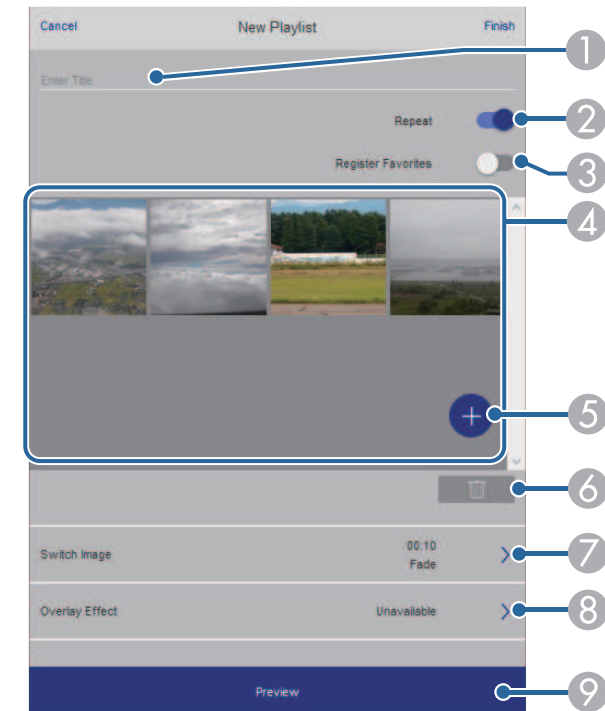 Cancel New Playlist Finish
1
Enter Title
Repeat 2
Register Favorites 3
4
5
6
Switch Image 00:10 7
Fade
Overlay Effect Unavailable 8
Preview 9